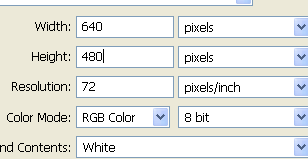 Width: 640 pixels
Height: 480 pixels
Resolution: 72 pixels/inch
Color Mode: RGB Color 8 bit
nd Contents: White